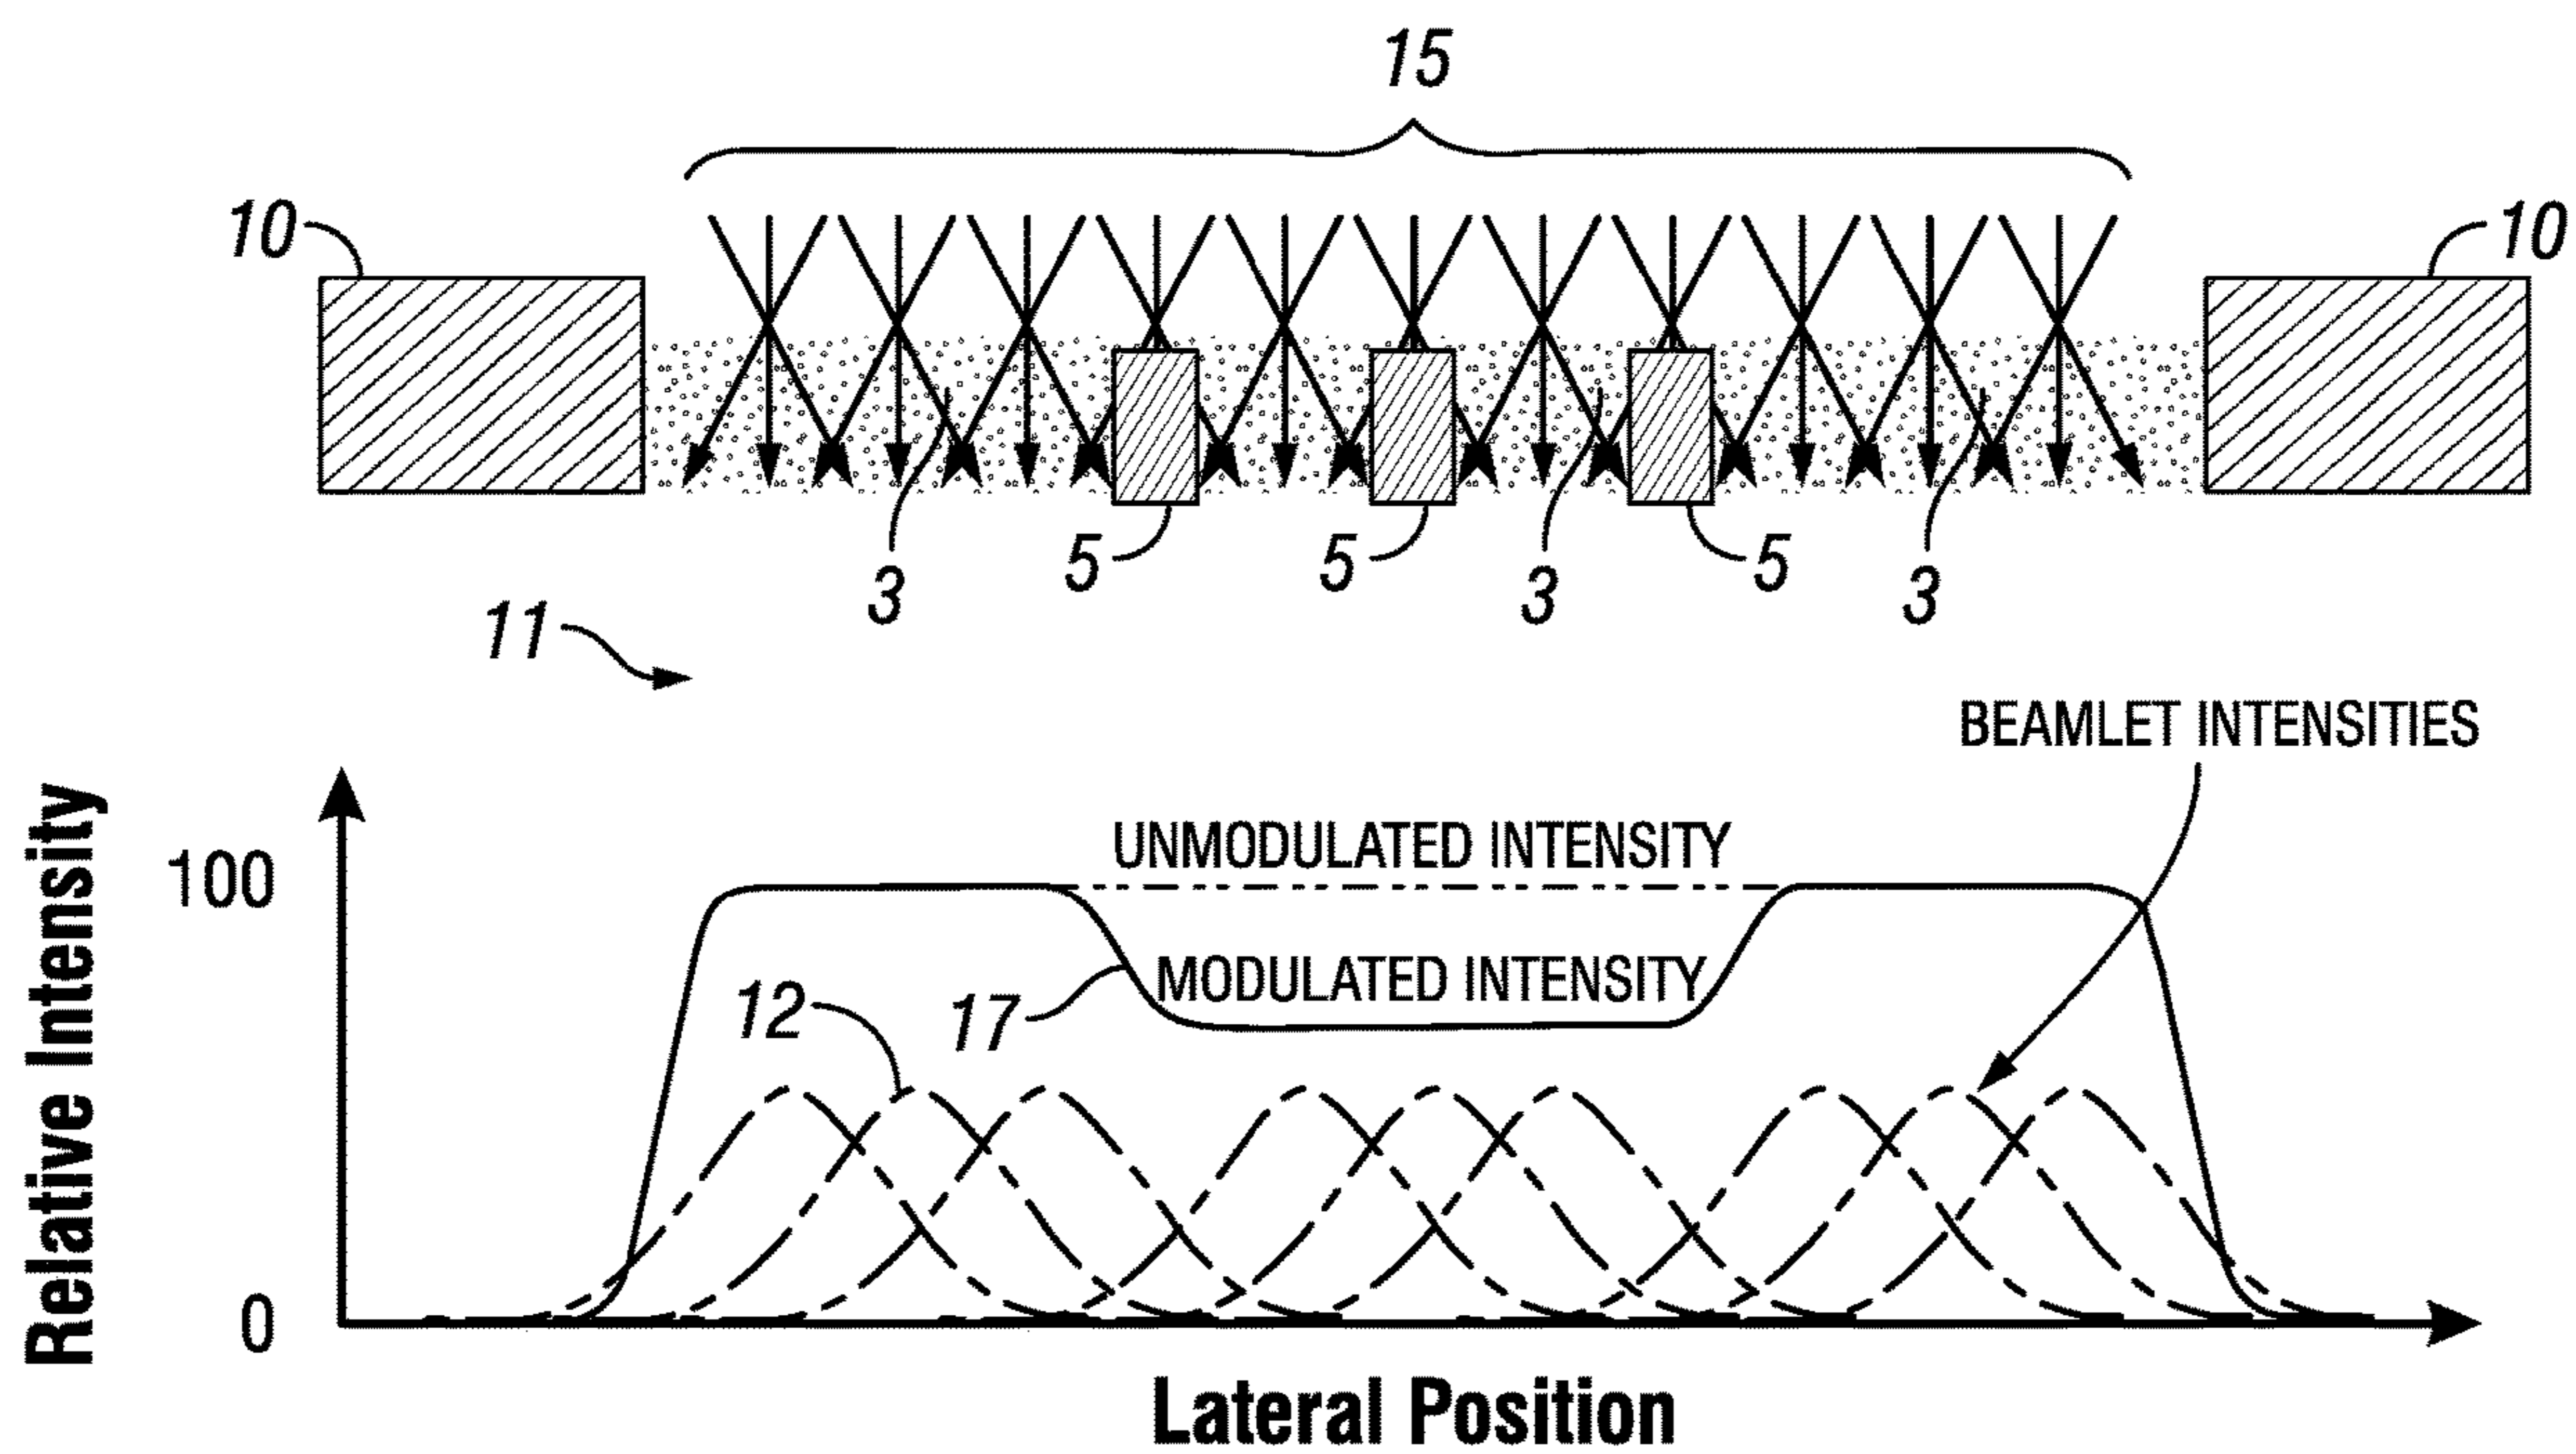 15
10
10
5
5
5
3
3
3
11
BEAMLET INTENSITIES
UNMODULATED INTENSITY
100
MODULATED INTENSITY
12
17
Relative Intensity
0
Lateral Position